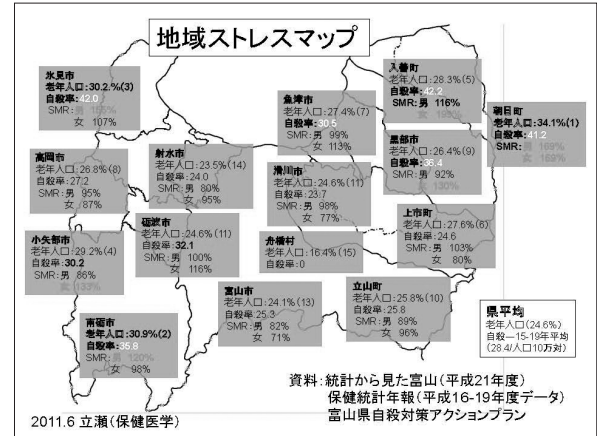 地域ストレスマップ
氷見市
老年人口:30.2.%(3)
自殺率:42.0
SMR: 男
女 107%
入善町
老年人口:28.3%(5)
自殺率:42.2
SMR: 男 116%
女
魚津市
老年人口:27.4%(7)
自殺率:30.5
SMR: 男 99%
女 113%
朝日町
老年人口:34.1%(1)
自殺率:41.2
SMR: 男 169%
女 169%
黒部市
老年人口:26.4%(9)
自殺率:36.4
SMR: 男 92%
女 130%
高岡市
老年人口:26.8%(8)
自殺率:27.2
SMR: 男 95%
女 87%
射水市
老年人口:23.5%(14)
自殺率:24.0
SMR: 男 80%
女 95%
滑川市
老年人口:24.6%(11)
自殺率:23.7
SMR: 男 98%
女 77%
上市町
老年人口:27.6%(6)
自殺率:24.6
SMR: 男 103%
女 80%
砺波市
老年人口:24.6%(11)
自殺率:32.1
SMR: 男 100%
女 116%
小矢部市
老年人口:29.2%(4)
自殺率:30.2
SMR: 男 86%
女 133%
舟橋村
老年人口:16.4%(15)
自殺率:0
富山市
老年人口:24.1%(13)
自殺率:25.3
SMR: 男 82%
女 71%
立山町
老年人口:25.8%(10)
自殺率:25.8
SMR: 男 89%
女 96%
南砺市
老年人口:30.9%(2)
自殺率:35.8
SMR: 男 120%
女 98%
県平均
老年人口(24.6%)
自殺―15-19年平均
(28.4/人口10万対)
資料:統計から見た富山(平成21年度)
保健統計年報(平成16-19年度データ)
富山県自殺対策アクションプラン
2011.6 立瀬(保健医学)